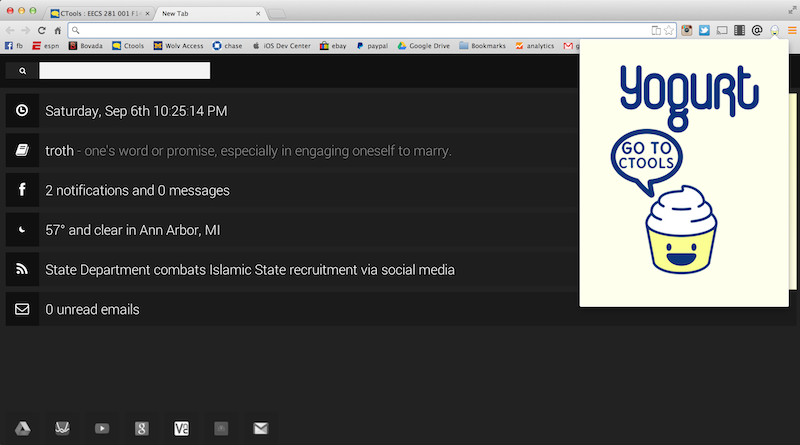 CTools : EECS 281 001 F1
New Tab
fb
espn
Bovada
Ctools
Wolv Access
chase
iOS Dev Center
ebay
paypal
Google Drive
Bookmarks
analytics
g
Saturday, Sep 6th 10:25:14 PM
troth - one's word or promise, especially in engaging oneself to marry.
2 notifications and 0 messages
57° and clear in Ann Arbor, MI
State Department combats Islamic State recruitment via social media
0 unread emails
Yogurt
GO TO
CTOOLS